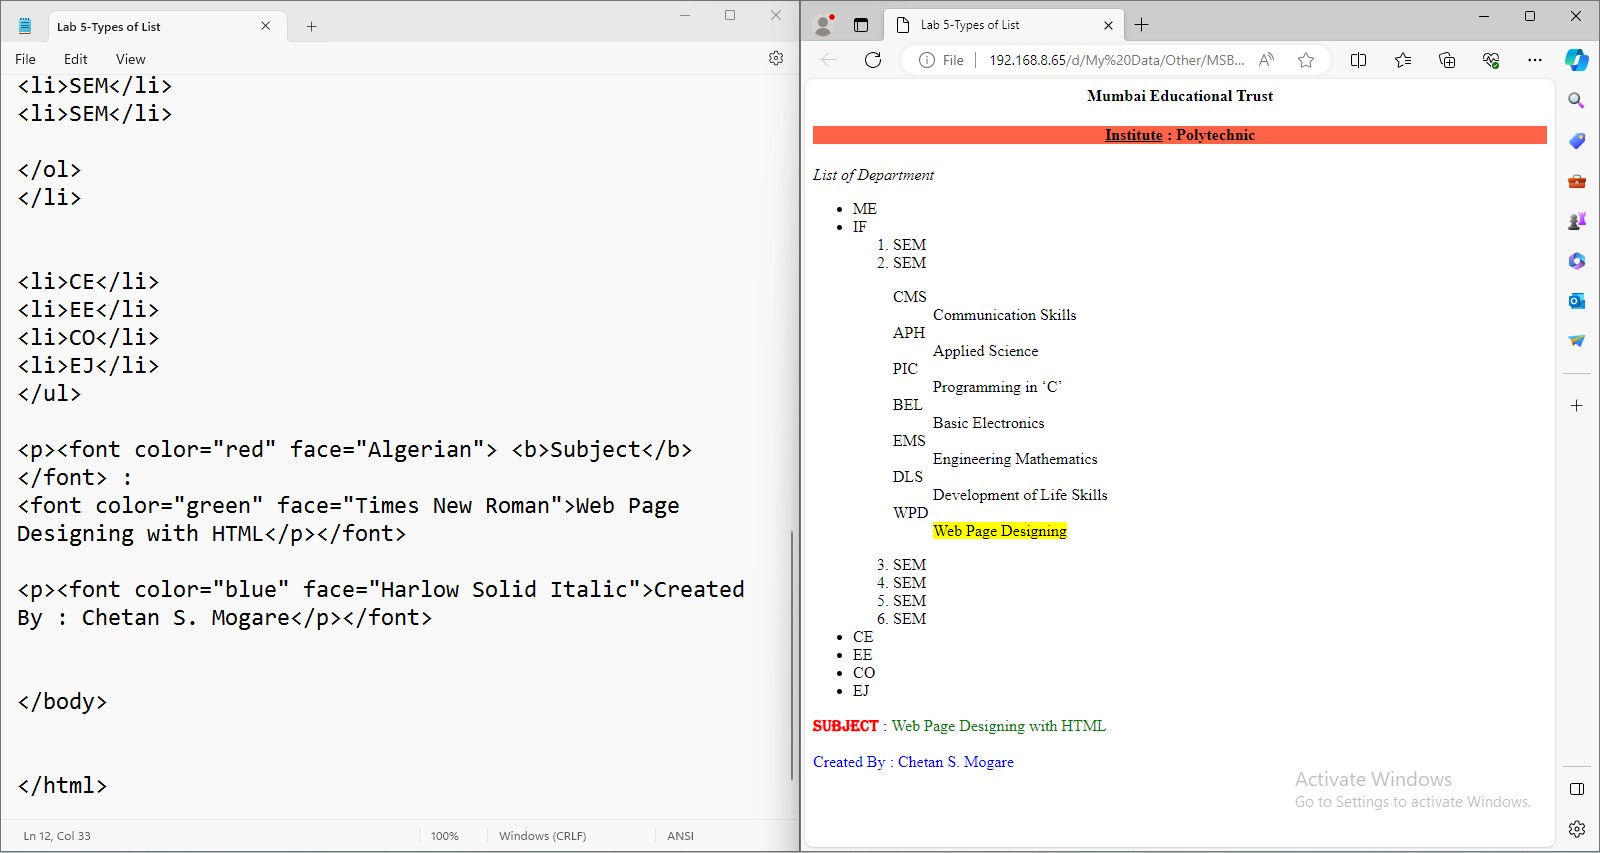 Lab 5-Types of List
File Edit View
<li>SEM</li>
<li>SEM</li>
</ol>
</li>
<li>CE</li>
<li>EE</li>
<li>CO</li>
<li>EJ</li>
</ul>
<p><font color="red" face="Algerian"> <b>Subject</b>
</font> :
<font color="green" face="Times New Roman">Web Page
Designing with HTML</p></font>
<p><font color="blue" face="Harlow Solid Italic">Created
By : Chetan S. Mogare</p></font>
</body>
</html>
Ln 12, Col 33 100% Windows (CRLF) ANSI
Lab 5-Types of List
File 192.168.8.65/d/My%20Data/Other/MSB...
Mumbai Educational Trust
Institute : Polytechnic
List of Department
• ME
• IF
1. SEM
2. SEM
CMS
Communication Skills
APH
Applied Science
PIC
Programming in ‘C’
BEL
Basic Electronics
EMS
Engineering Mathematics
DLS
Development of Life Skills
WPD
Web Page Designing
3. SEM
4. SEM
5. SEM
6. SEM
• CE
• EE
• CO
• EJ
SUBJECT : Web Page Designing with HTML
Created By : Chetan S. Mogare
Activate Windows
Go to Settings to activate Windows.